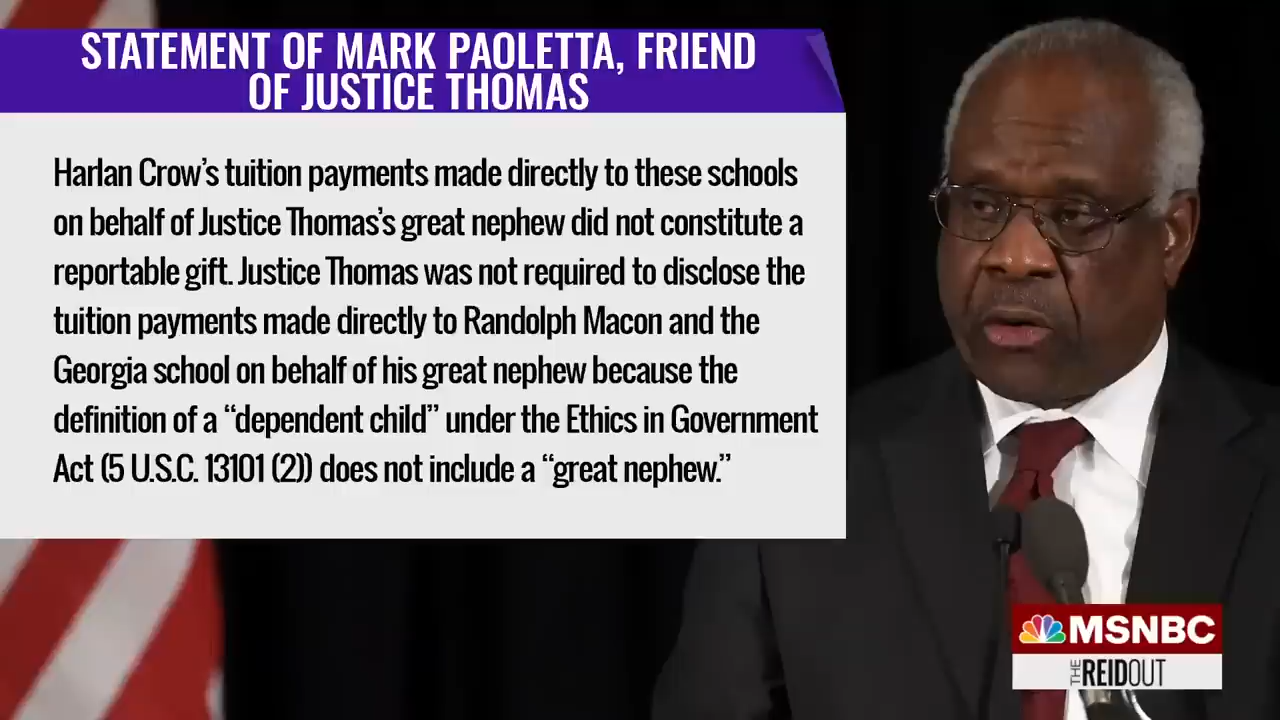 STATEMENT OF MARK PAOLETTA, FRIEND
OF JUSTICE THOMAS
Harlan Crow’s tuition payments made directly to these schools
on behalf of Justice Thomas’s great nephew did not constitute a
reportable gift. Justice Thomas was not required to disclose the
tuition payments made directly to Randolph Macon and the
Georgia school on behalf of his great nephew because the
definition of a “dependent child” under the Ethics in Government
Act (5 U.S.C. 13101 (2)) does not include a “great nephew.”
MSNBC
THE REIDOUT